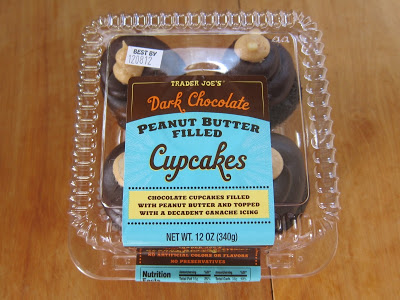 BEST BY
120812
TRADER JOE'S
Dark Chocolate
PEANUT BUTTER
FILLED
Cupcakes
CHOCOLATE CUPCAKES FILLED
WITH PEANUT BUTTER AND TOPPED
WITH A DECADENT GANACHE ICING
NET WT. 12 OZ (340g)
NO ARTIFICIAL COLORS OR FLAVORS
NO PRESERVATIVES
Nutrition